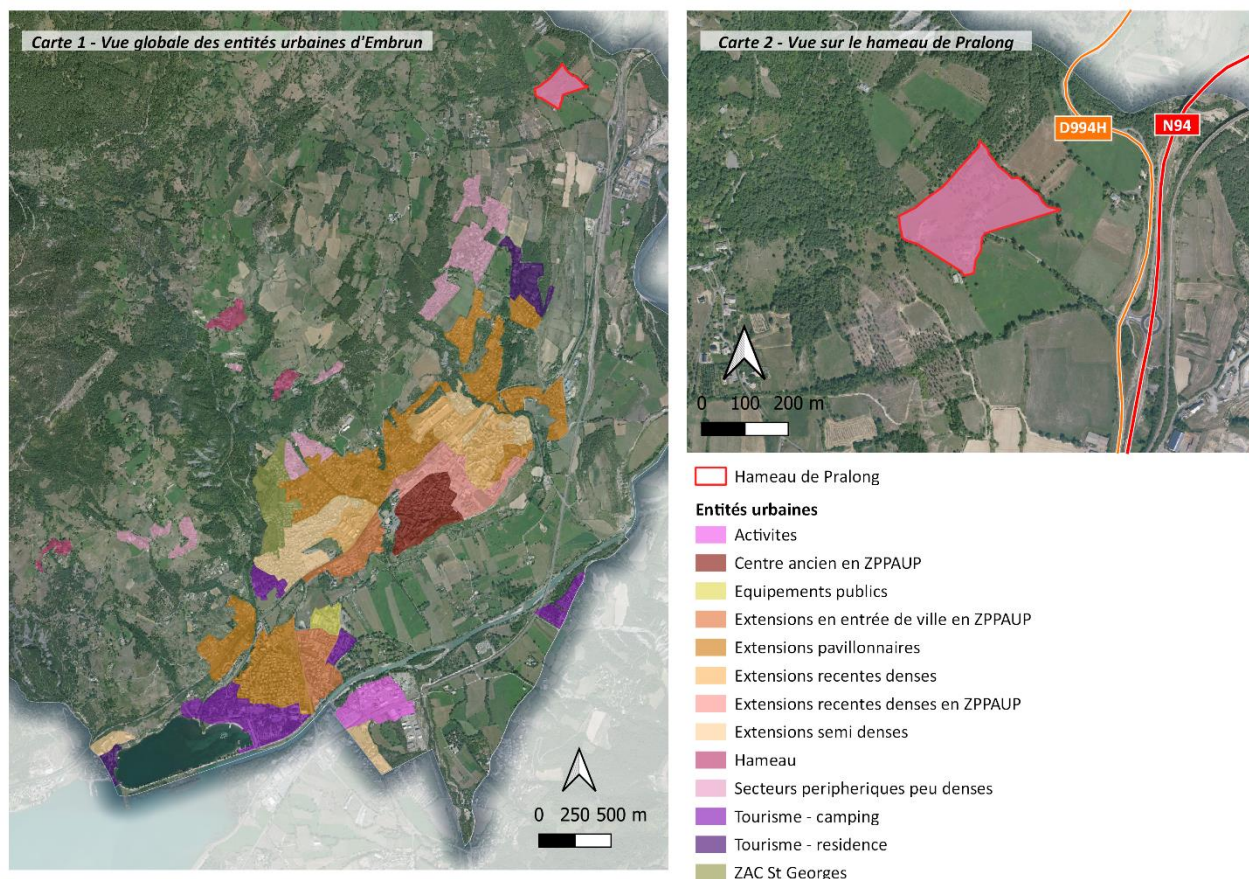 Carte 1 - Vue globale des entités urbaines d'Embrun
0 250 500 m
Carte 2 - Vue sur le hameau de Pralong
D994H
N94
0 100 200 m
Hameau de Pralong
Entités urbaines
Activites
Centre ancien en ZPPAUP
Equipements publics
Extensions en entrée de ville en ZPPAUP
Extensions pavillonnaires
Extensions recentes denses
Extensions recentes denses en ZPPAUP
Extensions semi denses
Hameau
Secteurs peripheriques peu denses
Tourisme - camping
Tourisme - residence
ZAC St Georges